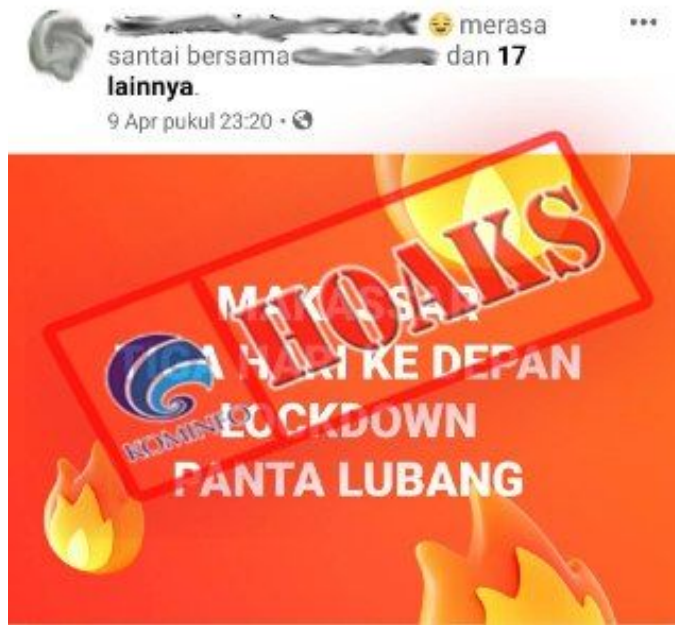 merasa
santai bersama dan 17
lainnya.
9 Apr pukul 23:20
HOAKS
KOMINFO
MAKASSAR
TIGA HARI KE DEPAN
LOCKDOWN
PANTA LUBANG